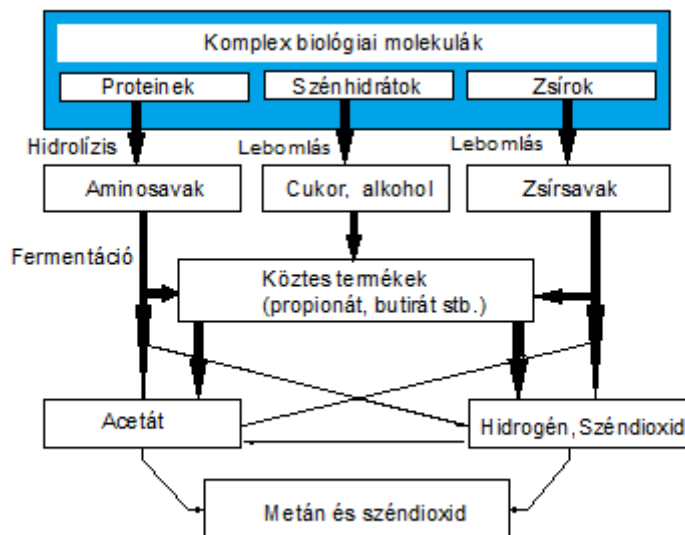 Komplex biológiai molekulák
Proteinek
Szénhidrátok
Zsírok
Hidrolízis
Lebomlás
Lebomlás
Aminosavak
Cukor, alkohol
Zsírsavak
Fermentáció
Köztes termékek
(propionát, butirát stb.)
Acetát
Hidrogén, Széndioxid
Metán és széndioxid